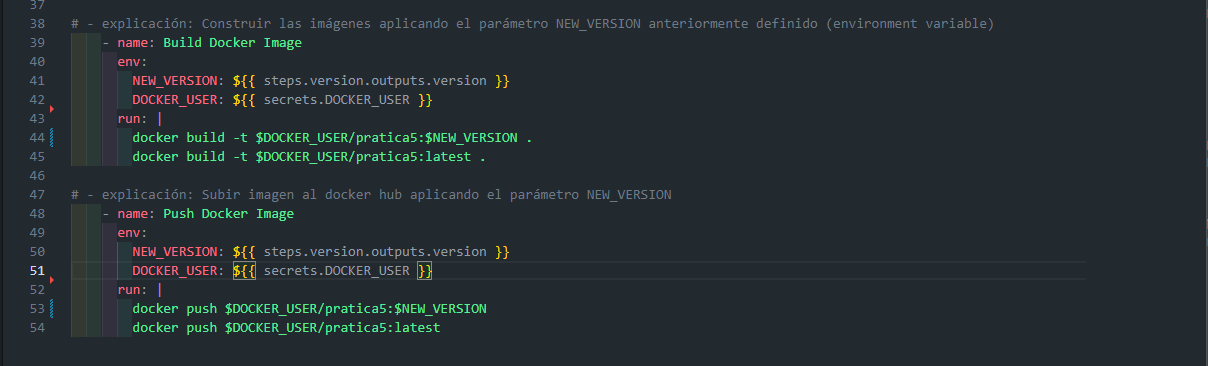 37
38 # - explicación: Construir las imágenes aplicando el parámetro NEW_VERSION anteriormente definido (environment variable)
39 - name: Build Docker Image
40 env:
41 NEW_VERSION: ${{ steps.version.outputs.version }}
42 DOCKER_USER: ${{ secrets.DOCKER_USER }}
43 run: |
44 docker build -t $DOCKER_USER/pratica5:$NEW_VERSION .
45 docker build -t $DOCKER_USER/pratica5:latest .
46
47 # - explicación: Subir imagen al docker hub aplicando el parámetro NEW_VERSION
48 - name: Push Docker Image
49 env:
50 NEW_VERSION: ${{ steps.version.outputs.version }}
51 DOCKER_USER: ${{ secrets.DOCKER_USER }}
52 run: |
53 docker push $DOCKER_USER/pratica5:$NEW_VERSION
54 docker push $DOCKER_USER/pratica5:latest